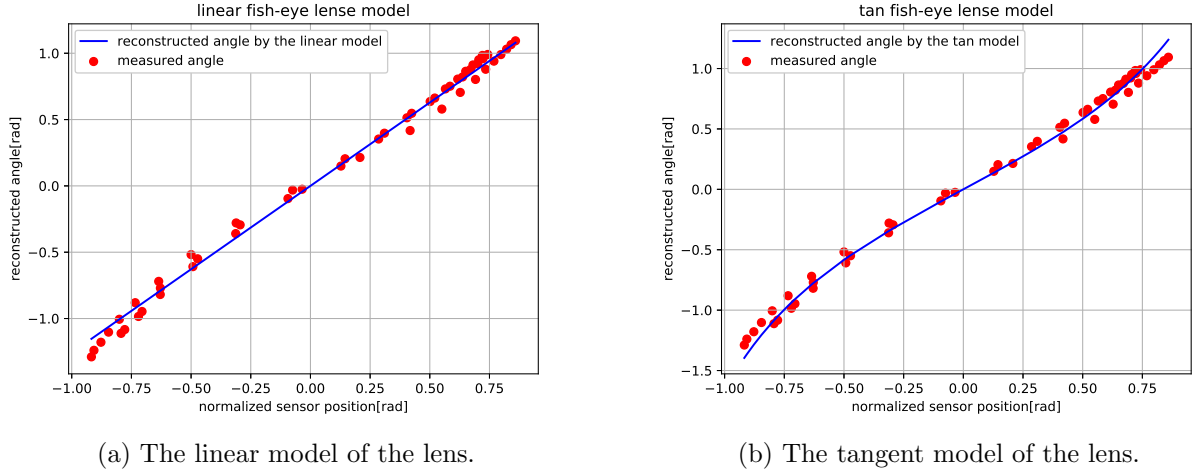 linear fish-eye lense model
reconstructed angle by the linear model
measured angle
1.0
0.5
0.0
−0.5
−1.0
reconstructed angle[rad]
−1.00 −0.75 −0.50 −0.25 0.00 0.25 0.50 0.75
normalized sensor position[rad]
(a) The linear model of the lens.
tan fish-eye lense model
reconstructed angle by the tan model
measured angle
1.0
0.5
0.0
−0.5
−1.0
−1.5
reconstructed angle[rad]
−1.00 −0.75 −0.50 −0.25 0.00 0.25 0.50 0.75
normalized sensor position[rad]
(b) The tangent model of the lens.